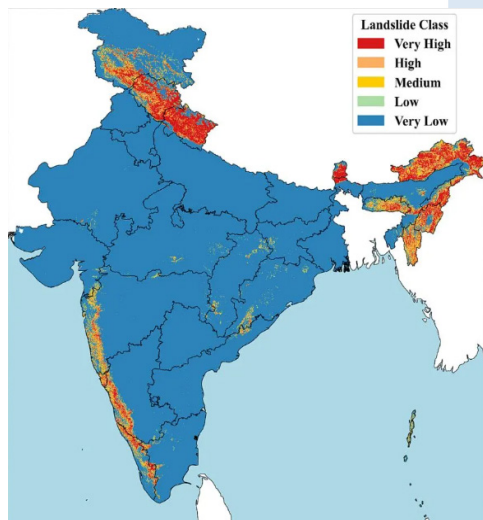 Landslide Class
Very High
High
Medium
Low
Very Low